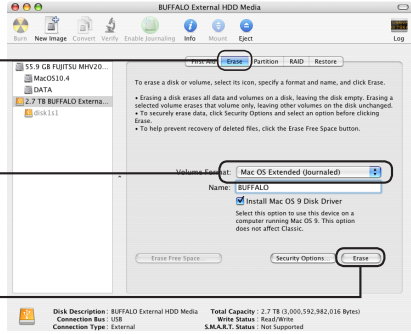 BUFFALO External HDD Media
Burn New Image Convert Verify Enable Journaling Info Mount Eject Log
55.9 GB FUJITSU MHV20...
MacOS10.4
DATA
2.7 TB BUFFALO Externa...
disk1s1
First Aid Erase Partition RAID Restore
To erase a disk or volume, select its icon, specify a format and name, and click Erase.
• Erasing a disk erases all data and volumes on a disk, leaving the disk empty. Erasing a
selected volume erases that volume only, leaving other volumes on the disk unchanged.
• To securely erase data, click Security Options and select an option before clicking
Erase.
• To help prevent recovery of deleted files, click the Erase Free Space button.
Volume Format: Mac OS Extended (Journaled)
Name: BUFFALO
Install Mac OS 9 Disk Driver
Select this option to use this device on a
computer running Mac OS 9. This option
does not affect Classic.
Erase Free Space... Security Options... Erase
Disk Description : BUFFALO External HDD Media Total Capacity : 2.7 TB (3,000,592,982,016 Bytes)
Connection Bus : USB Write Status : Read/Write
Connection Type : External S.M.A.R.T. Status : Not Supported